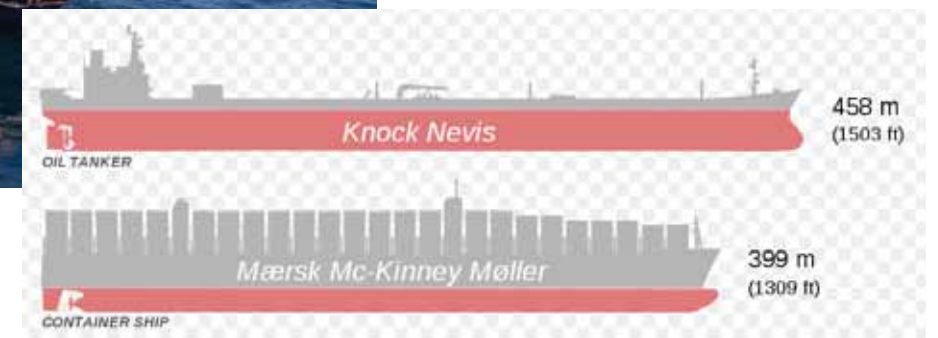 Knock Nevis
458 m
(1503 ft)
OIL TANKER
Mærsk Mc-Kinney Møller
399 m
(1309 ft)
CONTAINER SHIP